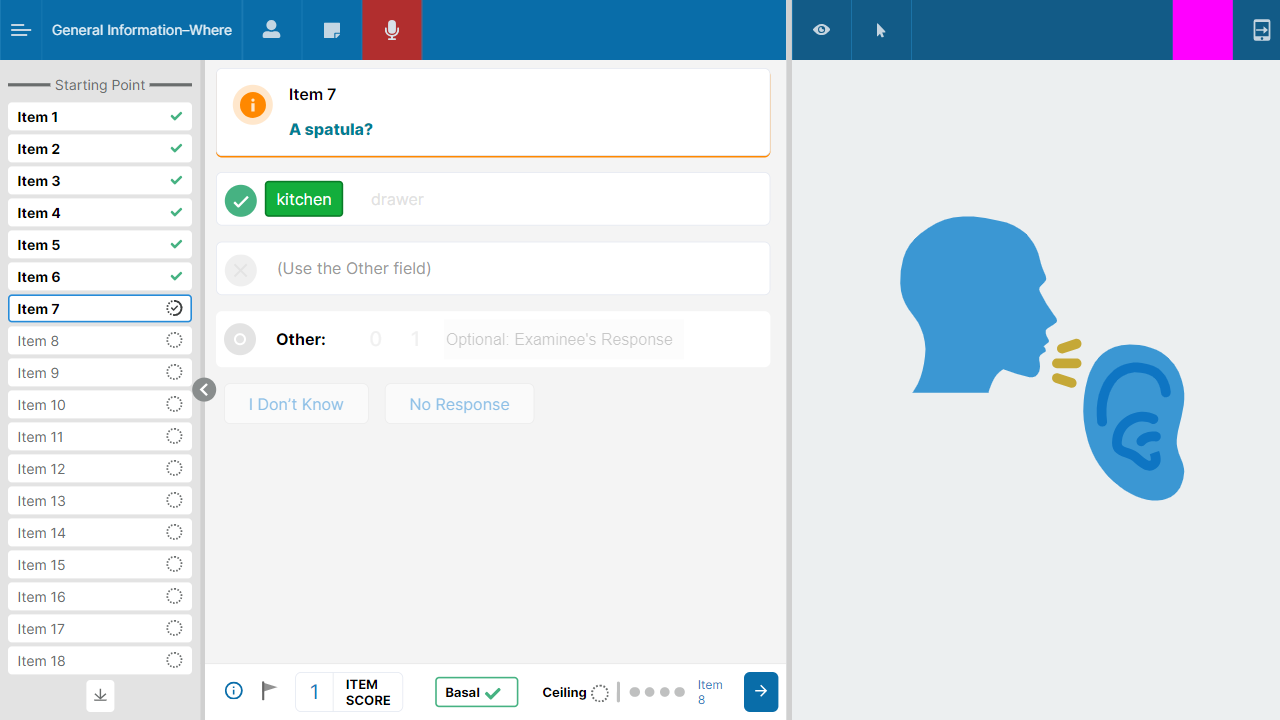 General Information–Where
Starting Point
Item 1
Item 2
Item 3
Item 4
Item 5
Item 6
Item 7
Item 8
Item 9
Item 10
Item 11
Item 12
Item 13
Item 14
Item 15
Item 16
Item 17
Item 18
Item 7
A spatula?
kitchen drawer
(Use the Other field)
Other: 0 1 Optional: Examinee's Response
I Don't Know No Response
1 ITEM SCORE
Basal
Ceiling
Item 8